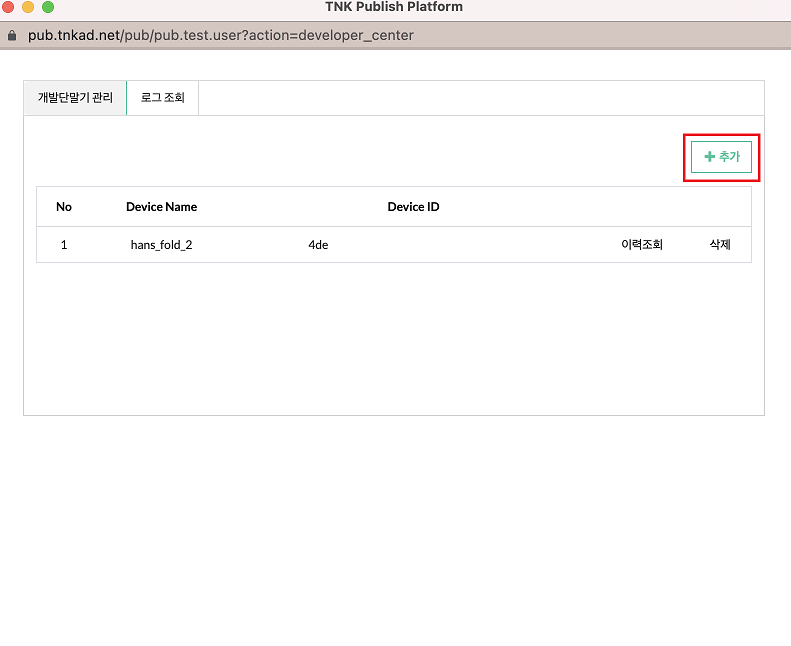 TNK Publish Platform
pub.tnkad.net/pub/pub.test.user?action=developer_center
개발단말기 관리 로그 조회
추가
No Device Name Device ID
1 hans_fold_2 4de 이력조회 삭제